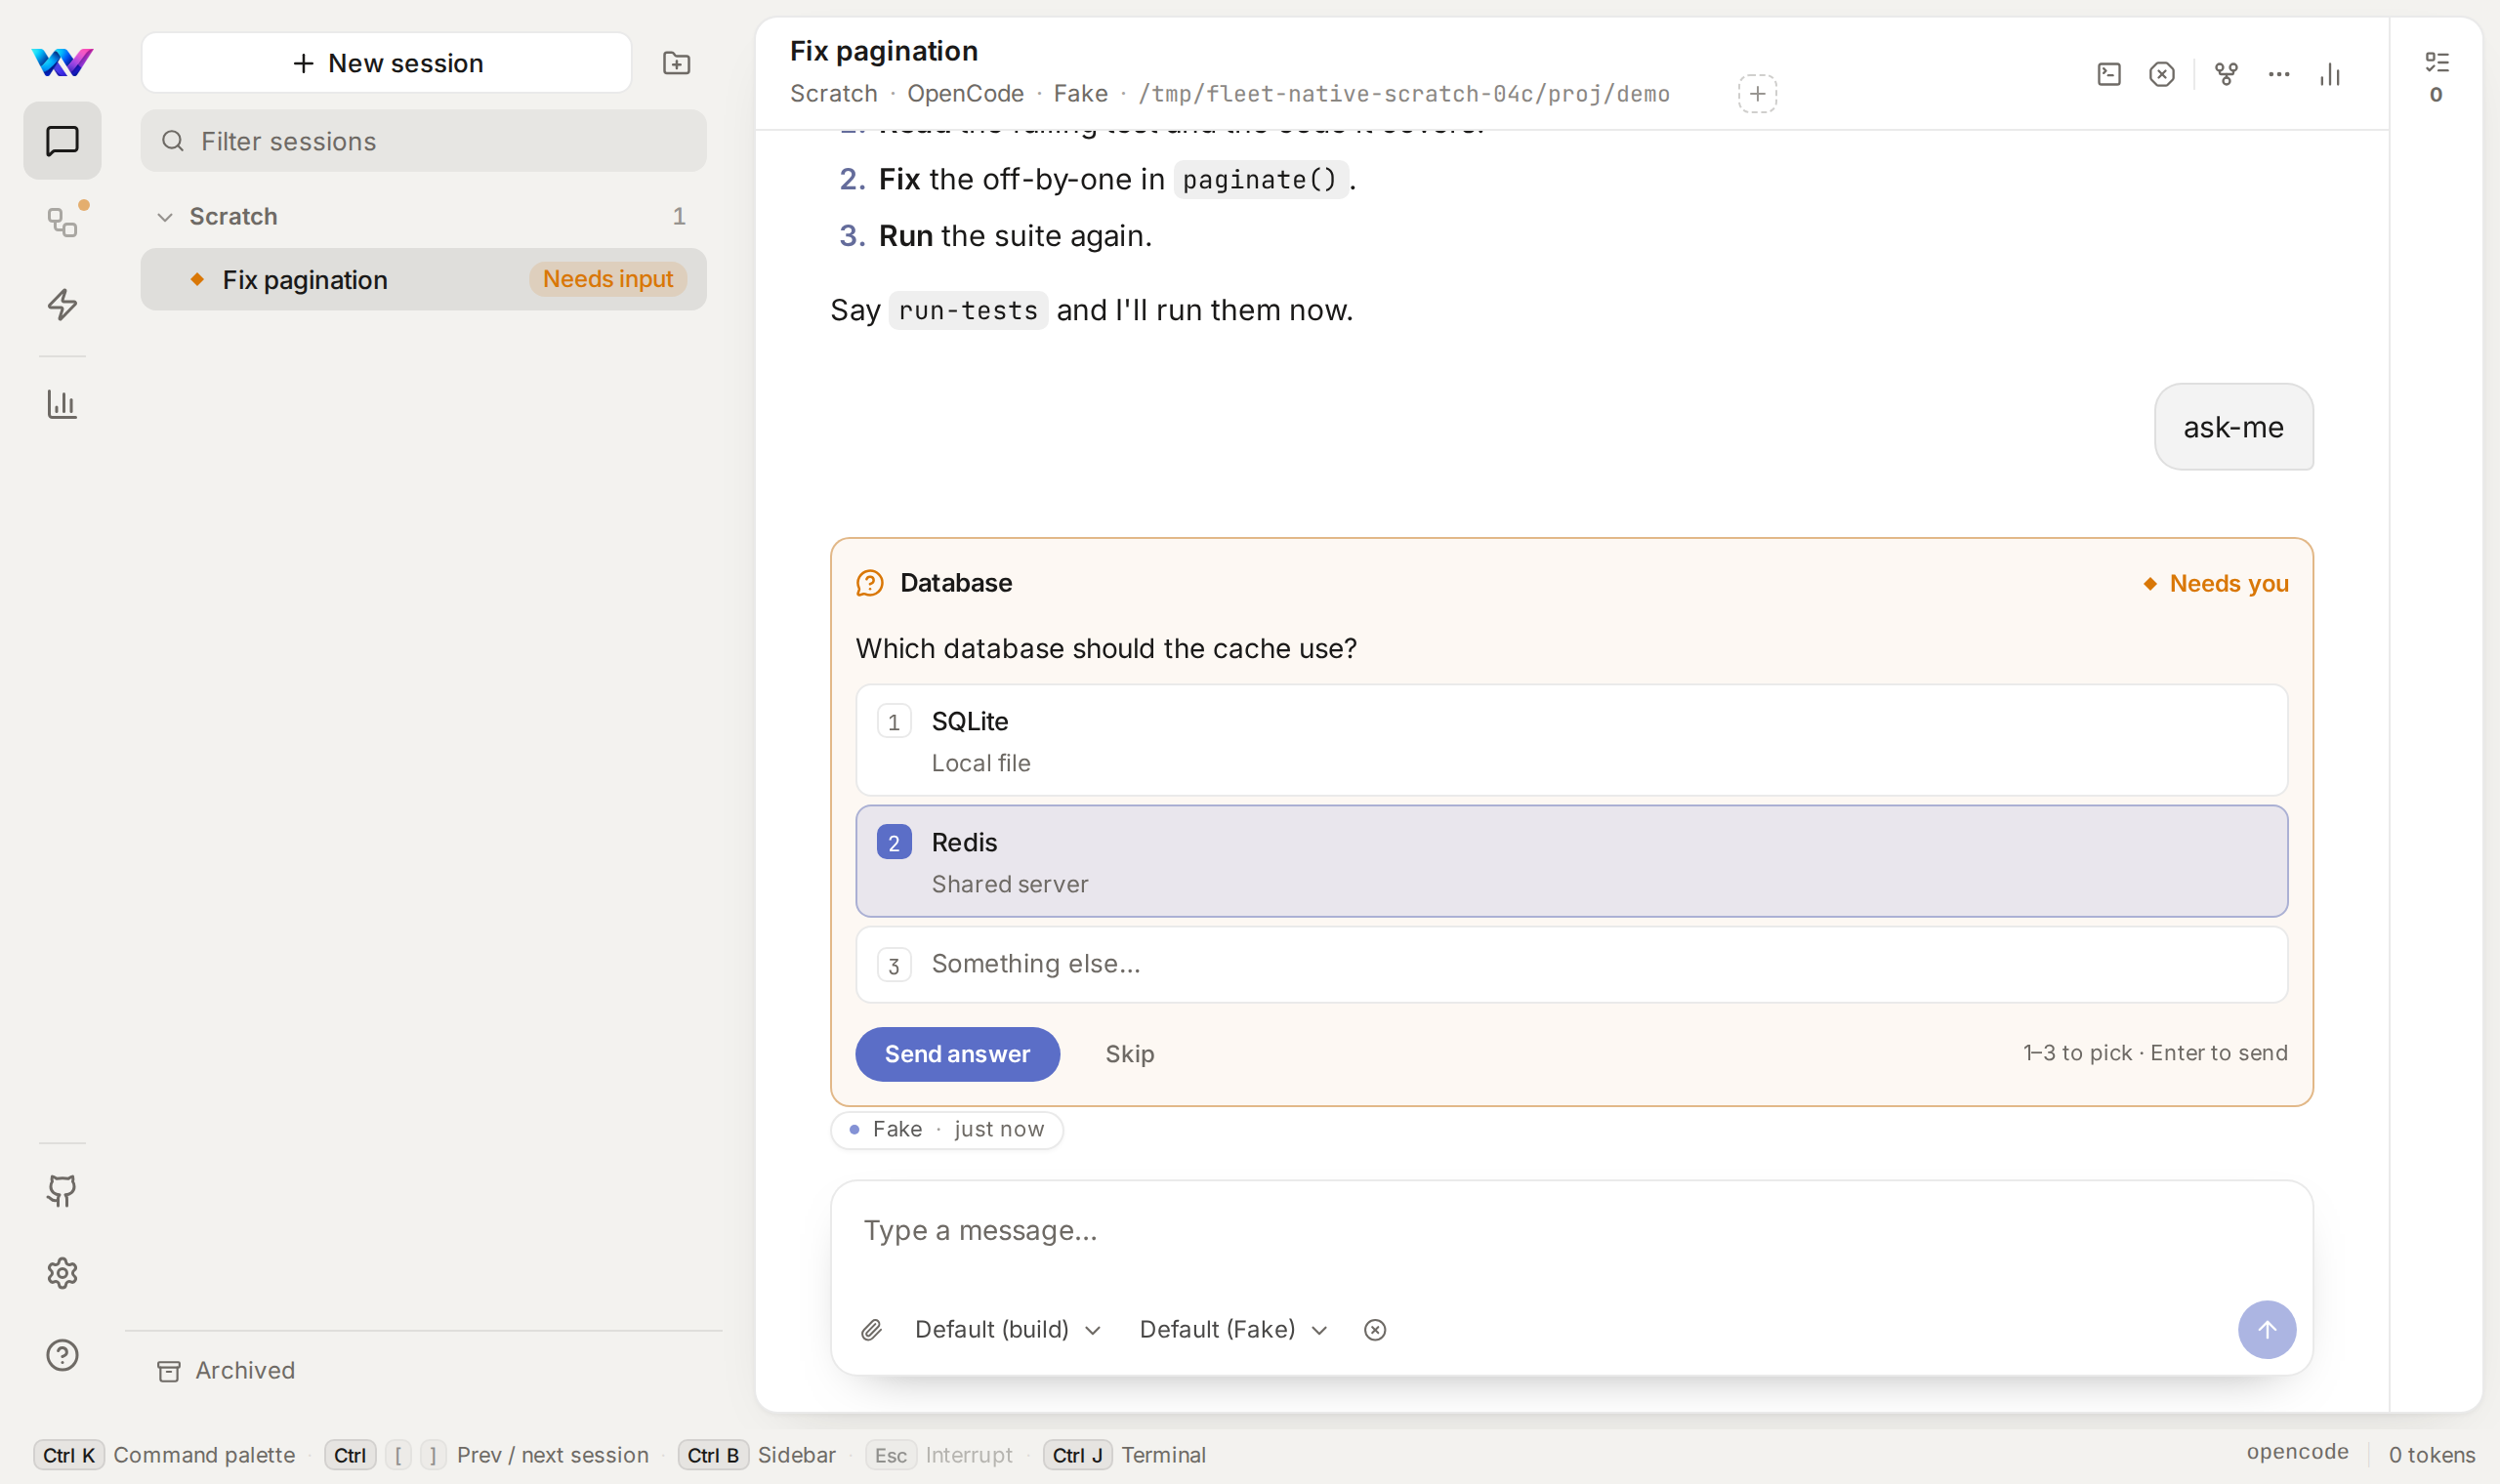 New session
Filter sessions
Scratch 1
Fix pagination Needs input
Archived
Fix pagination
Scratch · OpenCode · Fake · /tmp/fleet-native-scratch-04c/proj/demo
0
2. Fix the off-by-one in paginate().
3. Run the suite again.
Say run-tests and I'll run them now.
ask-me
Database
Needs you
Which database should the cache use?
1 SQLite
Local file
2 Redis
Shared server
3 Something else...
Send answer Skip 1–3 to pick · Enter to send
Fake · just now
Type a message...
Default (build) Default (Fake)
Ctrl K Command palette · Ctrl [ ] Prev / next session · Ctrl B Sidebar · Esc Interrupt · Ctrl J Terminal
opencode 0 tokens